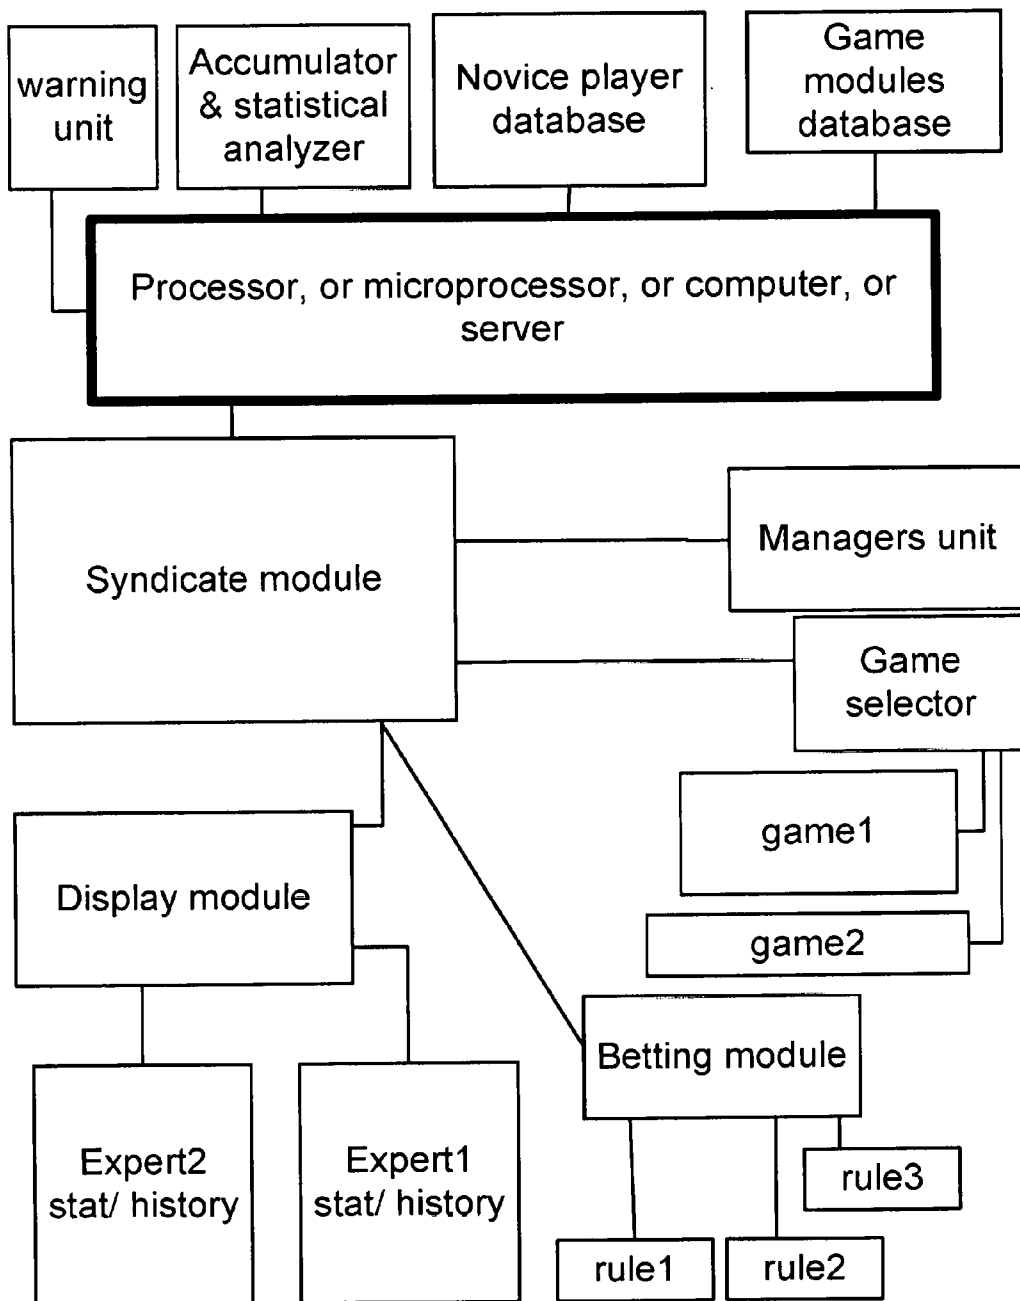 warning
unit
Accumulator
& statistical
analyzer
Novice player
database
Game
modules
database
Processor, or microprocessor, or computer, or
server
Syndicate module
Managers unit
Game
selector
game1
game2
Display module
Betting module
Expert2
stat/ history
Expert1
stat/ history
rule3
rule1
rule2